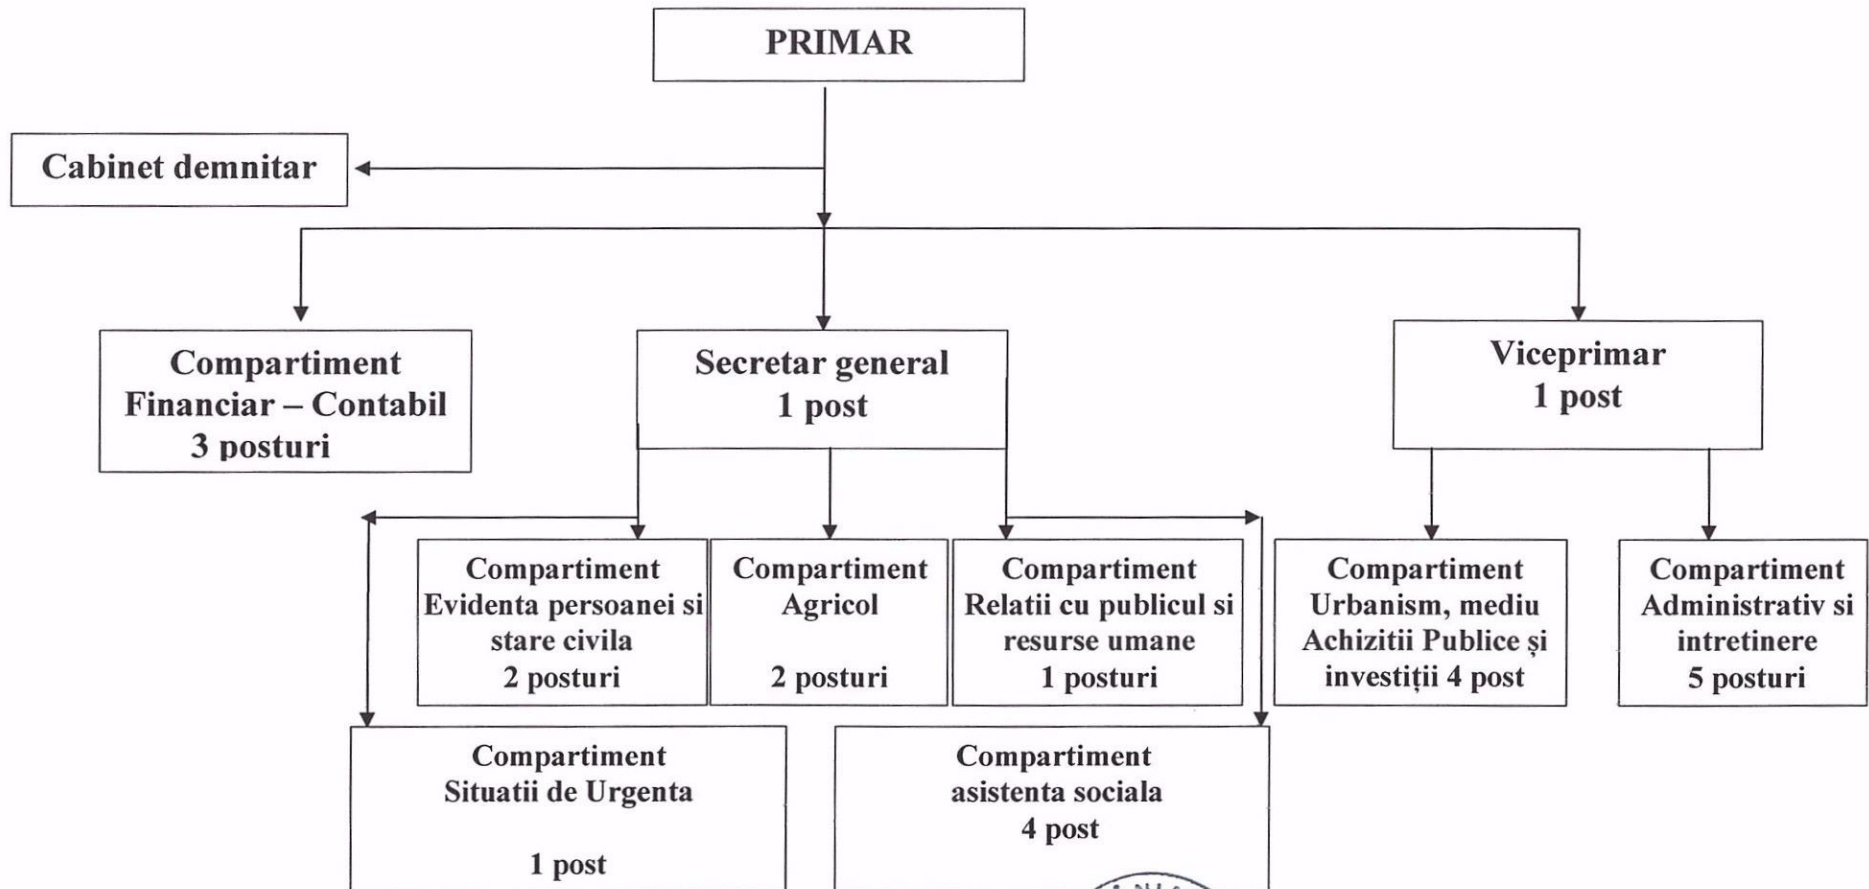 PRIMAR
Cabinet demnitar
Compartiment
Financiar – Contabil
3 posturi
Secretar general
1 post
Viceprimar
1 post
Compartiment
Evidenta persoanei si
stare civila
2 posturi
Compartiment
Agricol
2 posturi
Compartiment
Relatii cu publicul si
resurse umane
1 posturi
Compartiment
Urbanism, mediu
Achizitii Publice și
investiții 4 post
Compartiment
Administrativ si
intretinere
5 posturi
Compartiment
Situatii de Urgenta
1 post
Compartiment
asistenta sociala
4 post